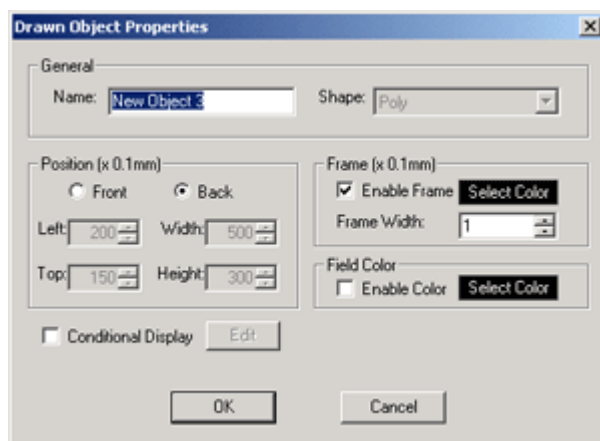 Drawn Object Properties
General
Name: New Object 3 Shape: Poly
Position (x 0.1mm)
Front Back
Left: 200 Width: 500
Top: 150 Height: 300
Frame (x 0.1mm)
Enable Frame Select Color
Frame Width: 1
Field Color
Enable Color Select Color
Conditional Display Edit
OK Cancel